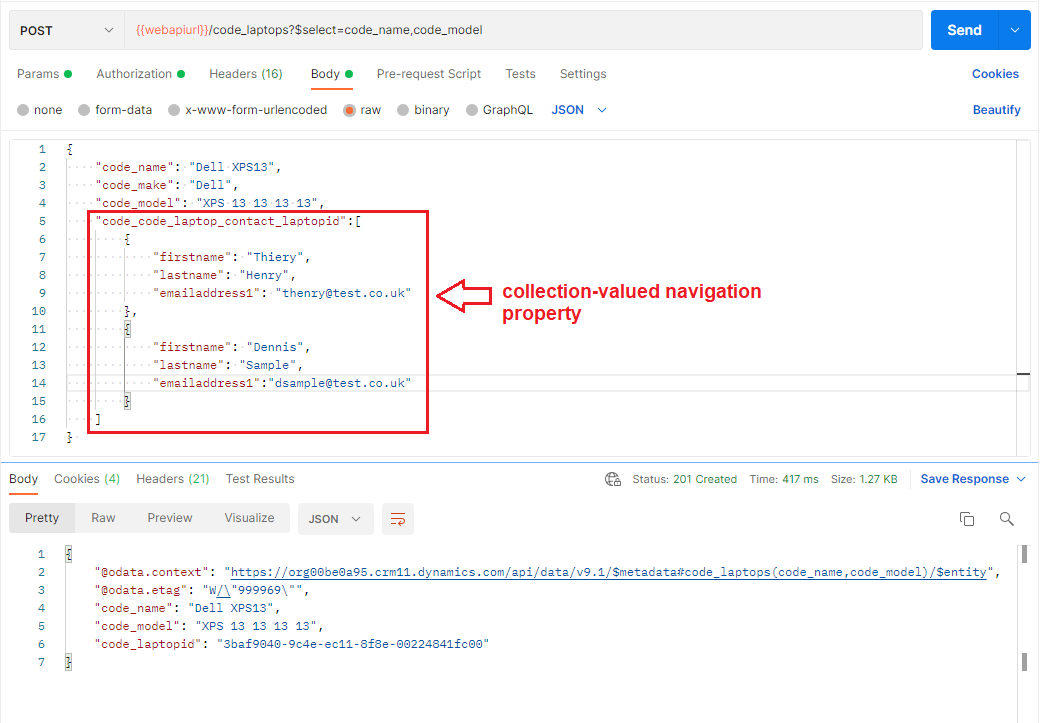 POST {{webapiurl}}/code_laptops?$select=code_name,code_model Send
Params Authorization Headers (16) Body Pre-request Script Tests Settings Cookies
none form-data x-www-form-urlencoded raw binary GraphQL JSON Beautify
1 {
2 "code_name": "Dell XPS13",
3 "code_make": "Dell",
4 "code_model": "XPS 13 13 13 13",
5 "code_code_laptop_contact_laptopid":[
6 {
7 "firstname": "Thiery",
8 "lastname": "Henry",
9 "emailaddress1": "thenry@test.co.uk"
collection-valued navigation
property
10 },
11 {
12 "firstname": "Dennis",
13 "lastname": "Sample",
14 "emailaddress1":"dsample@test.co.uk"
15 }
16 ]
17 }
Body Cookies (4) Headers (21) Test Results Status: 201 Created Time: 417 ms Size: 1.27 KB Save Response
Pretty Raw Preview Visualize JSON
1 {
2 "@odata.context": "https://org00be0a95.crm11.dynamics.com/api/data/v9.1/$metadata#code_laptops(code_name,code_model)/$entity",
3 "@odata.etag": "W/\"999969\"",
4 "code_name": "Dell XPS13",
5 "code_model": "XPS 13 13 13 13",
6 "code_laptopid": "3baf9040-9c4e-ec11-8f8e-00224841fc00"
7 }